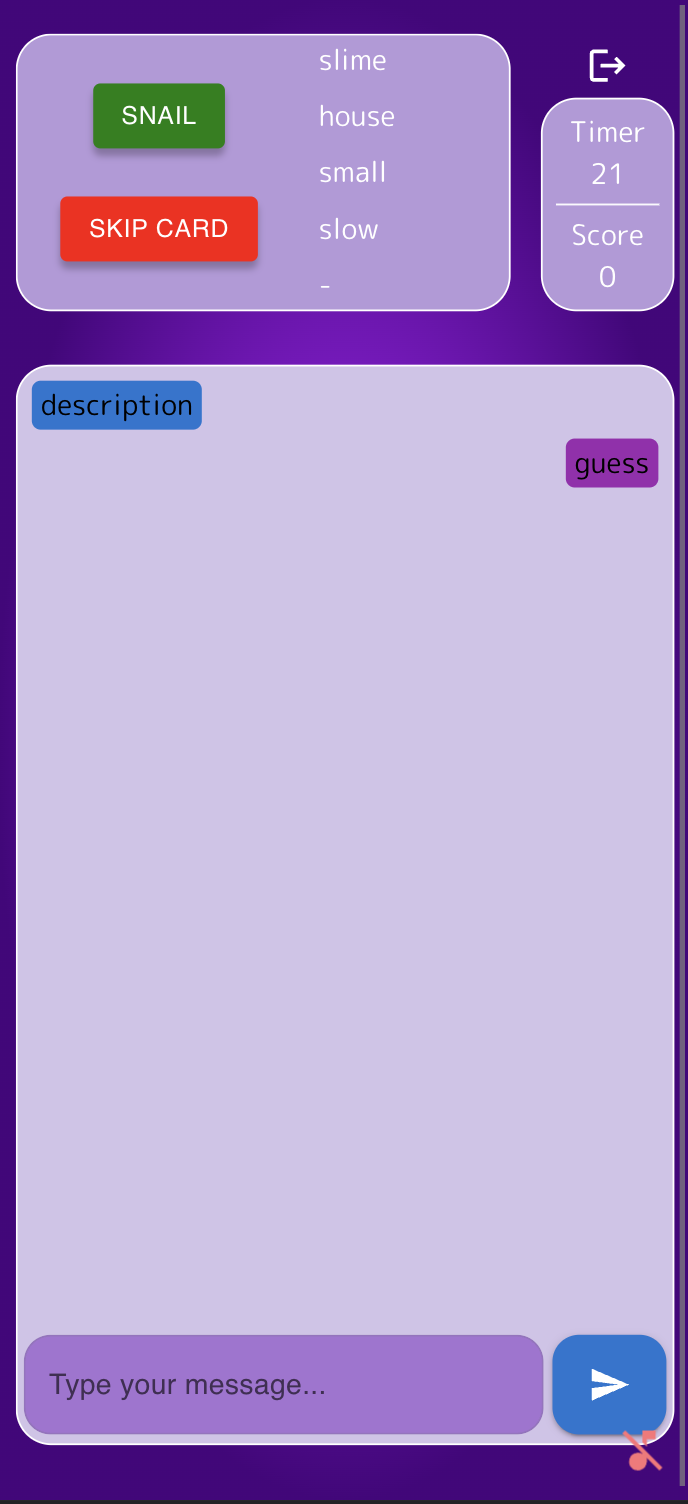 SNAIL
SKIP CARD
slime
house
small
slow
-
Timer
21
Score
0
description
guess
Type your message...